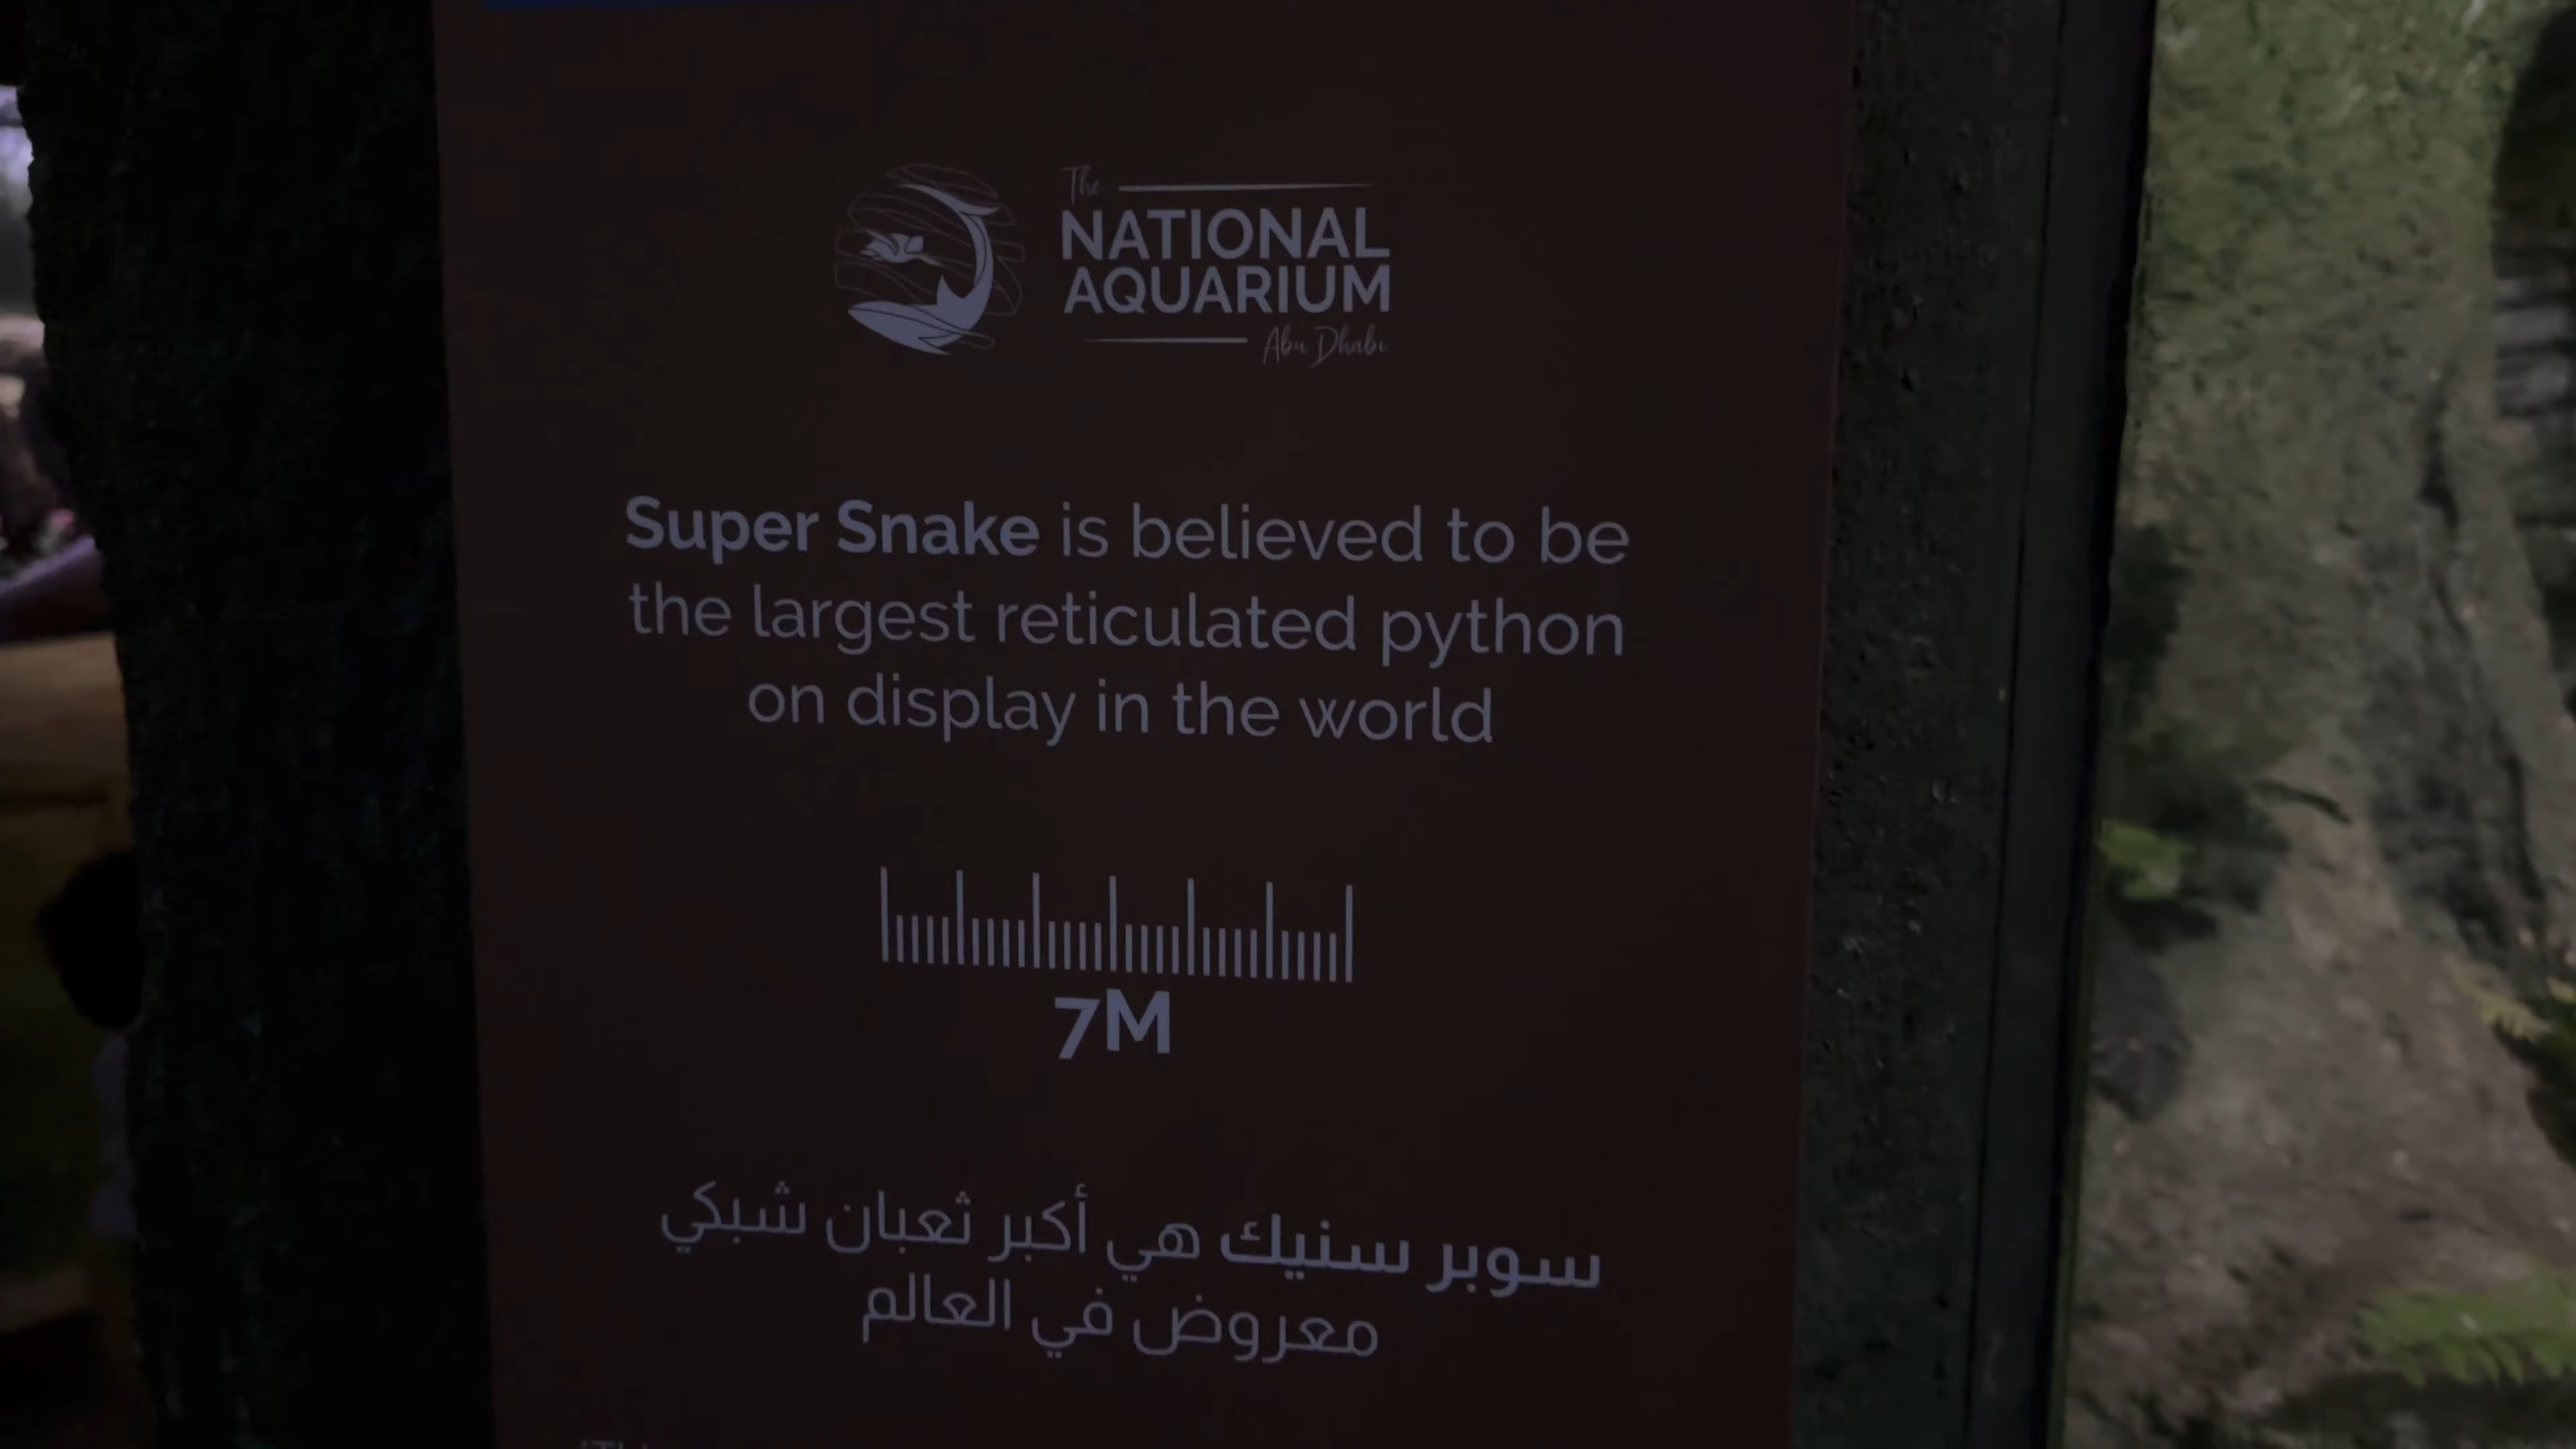 The
NATIONAL
AQUARIUM
Abu Dhabi
Super Snake is believed to be
the largest reticulated python
on display in the world
7M
سوبر سنيك هي أكبر ثعبان شبكي
معروض في العالم